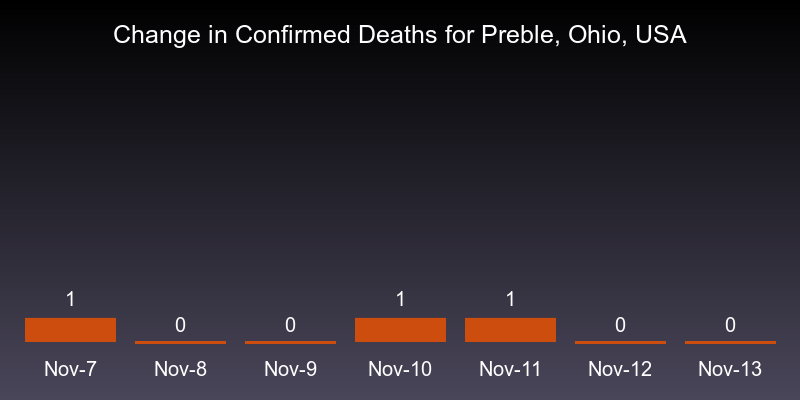 Change in Confirmed Deaths for Preble, Ohio, USA
1 0 0 1 1 0 0
Nov-7 Nov-8 Nov-9 Nov-10 Nov-11 Nov-12 Nov-13